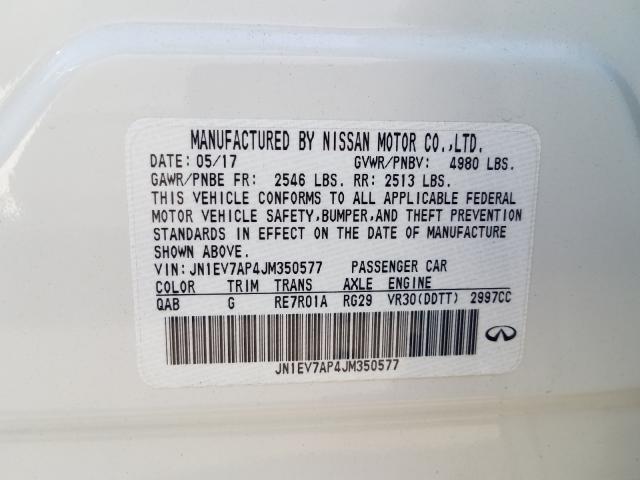 MANUFACTURED BY NISSAN MOTOR CO.,LTD.
DATE: 05/17 GVWR/PNBV: 4980 LBS.
GAWR/PNBE FR: 2546 LBS. RR: 2513 LBS.
THIS VEHICLE CONFORMS TO ALL APPLICABLE FEDERAL
MOTOR VEHICLE SAFETY,BUMPER,AND THEFT PREVENTION
STANDARDS IN EFFECT ON THE DATE OF MANUFACTURE
SHOWN ABOVE.
VIN: JN1EV7AP4JM350577 PASSENGER CAR
COLOR TRIM TRANS AXLE ENGINE
QAB G RE7R01A RG29 VR30(DDTT) 2997CC
JN1EV7AP4JM350577